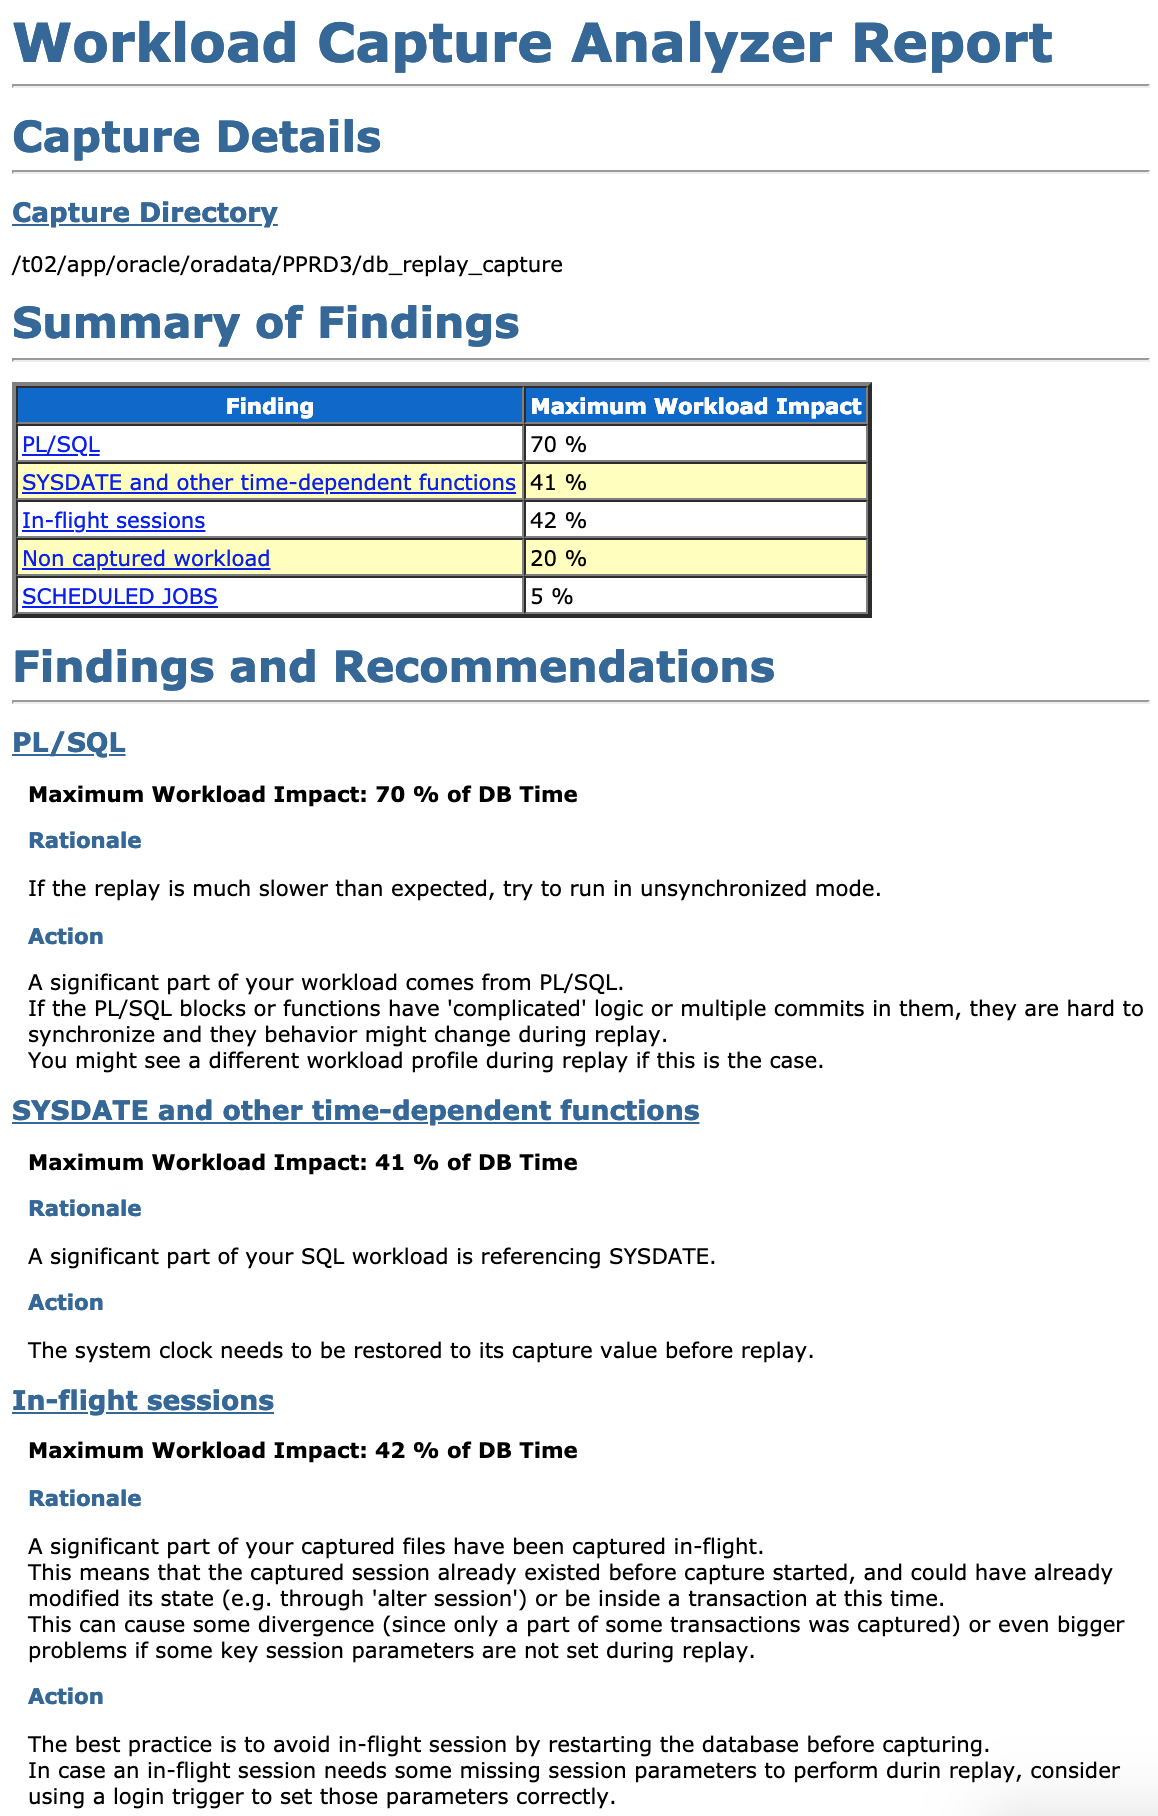 Workload Capture Analyzer Report
Capture Details
Capture Directory
/t02/app/oracle/oradata/PPRD3/db_replay_capture
Summary of Findings
Finding Maximum Workload Impact
PL/SQL 70 %
SYSDATE and other time-dependent functions 41 %
In-flight sessions 42 %
Non captured workload 20 %
SCHEDULED JOBS 5 %
Findings and Recommendations
PL/SQL
Maximum Workload Impact: 70 % of DB Time
Rationale
If the replay is much slower than expected, try to run in unsynchronized mode.
Action
A significant part of your workload comes from PL/SQL.
If the PL/SQL blocks or functions have 'complicated' logic or multiple commits in them, they are hard to
synchronize and they behavior might change during replay.
You might see a different workload profile during replay if this is the case.
SYSDATE and other time-dependent functions
Maximum Workload Impact: 41 % of DB Time
Rationale
A significant part of your SQL workload is referencing SYSDATE.
Action
The system clock needs to be restored to its capture value before replay.
In-flight sessions
Maximum Workload Impact: 42 % of DB Time
Rationale
A significant part of your captured files have been captured in-flight.
This means that the captured session already existed before capture started, and could have already
modified its state (e.g. through 'alter session') or be inside a transaction at this time.
This can cause some divergence (since only a part of some transactions was captured) or even bigger
problems if some key session parameters are not set during replay.
Action
The best practice is to avoid in-flight session by restarting the database before capturing.
In case an in-flight session needs some missing session parameters to perform durin replay, consider
using a login trigger to set those parameters correctly.